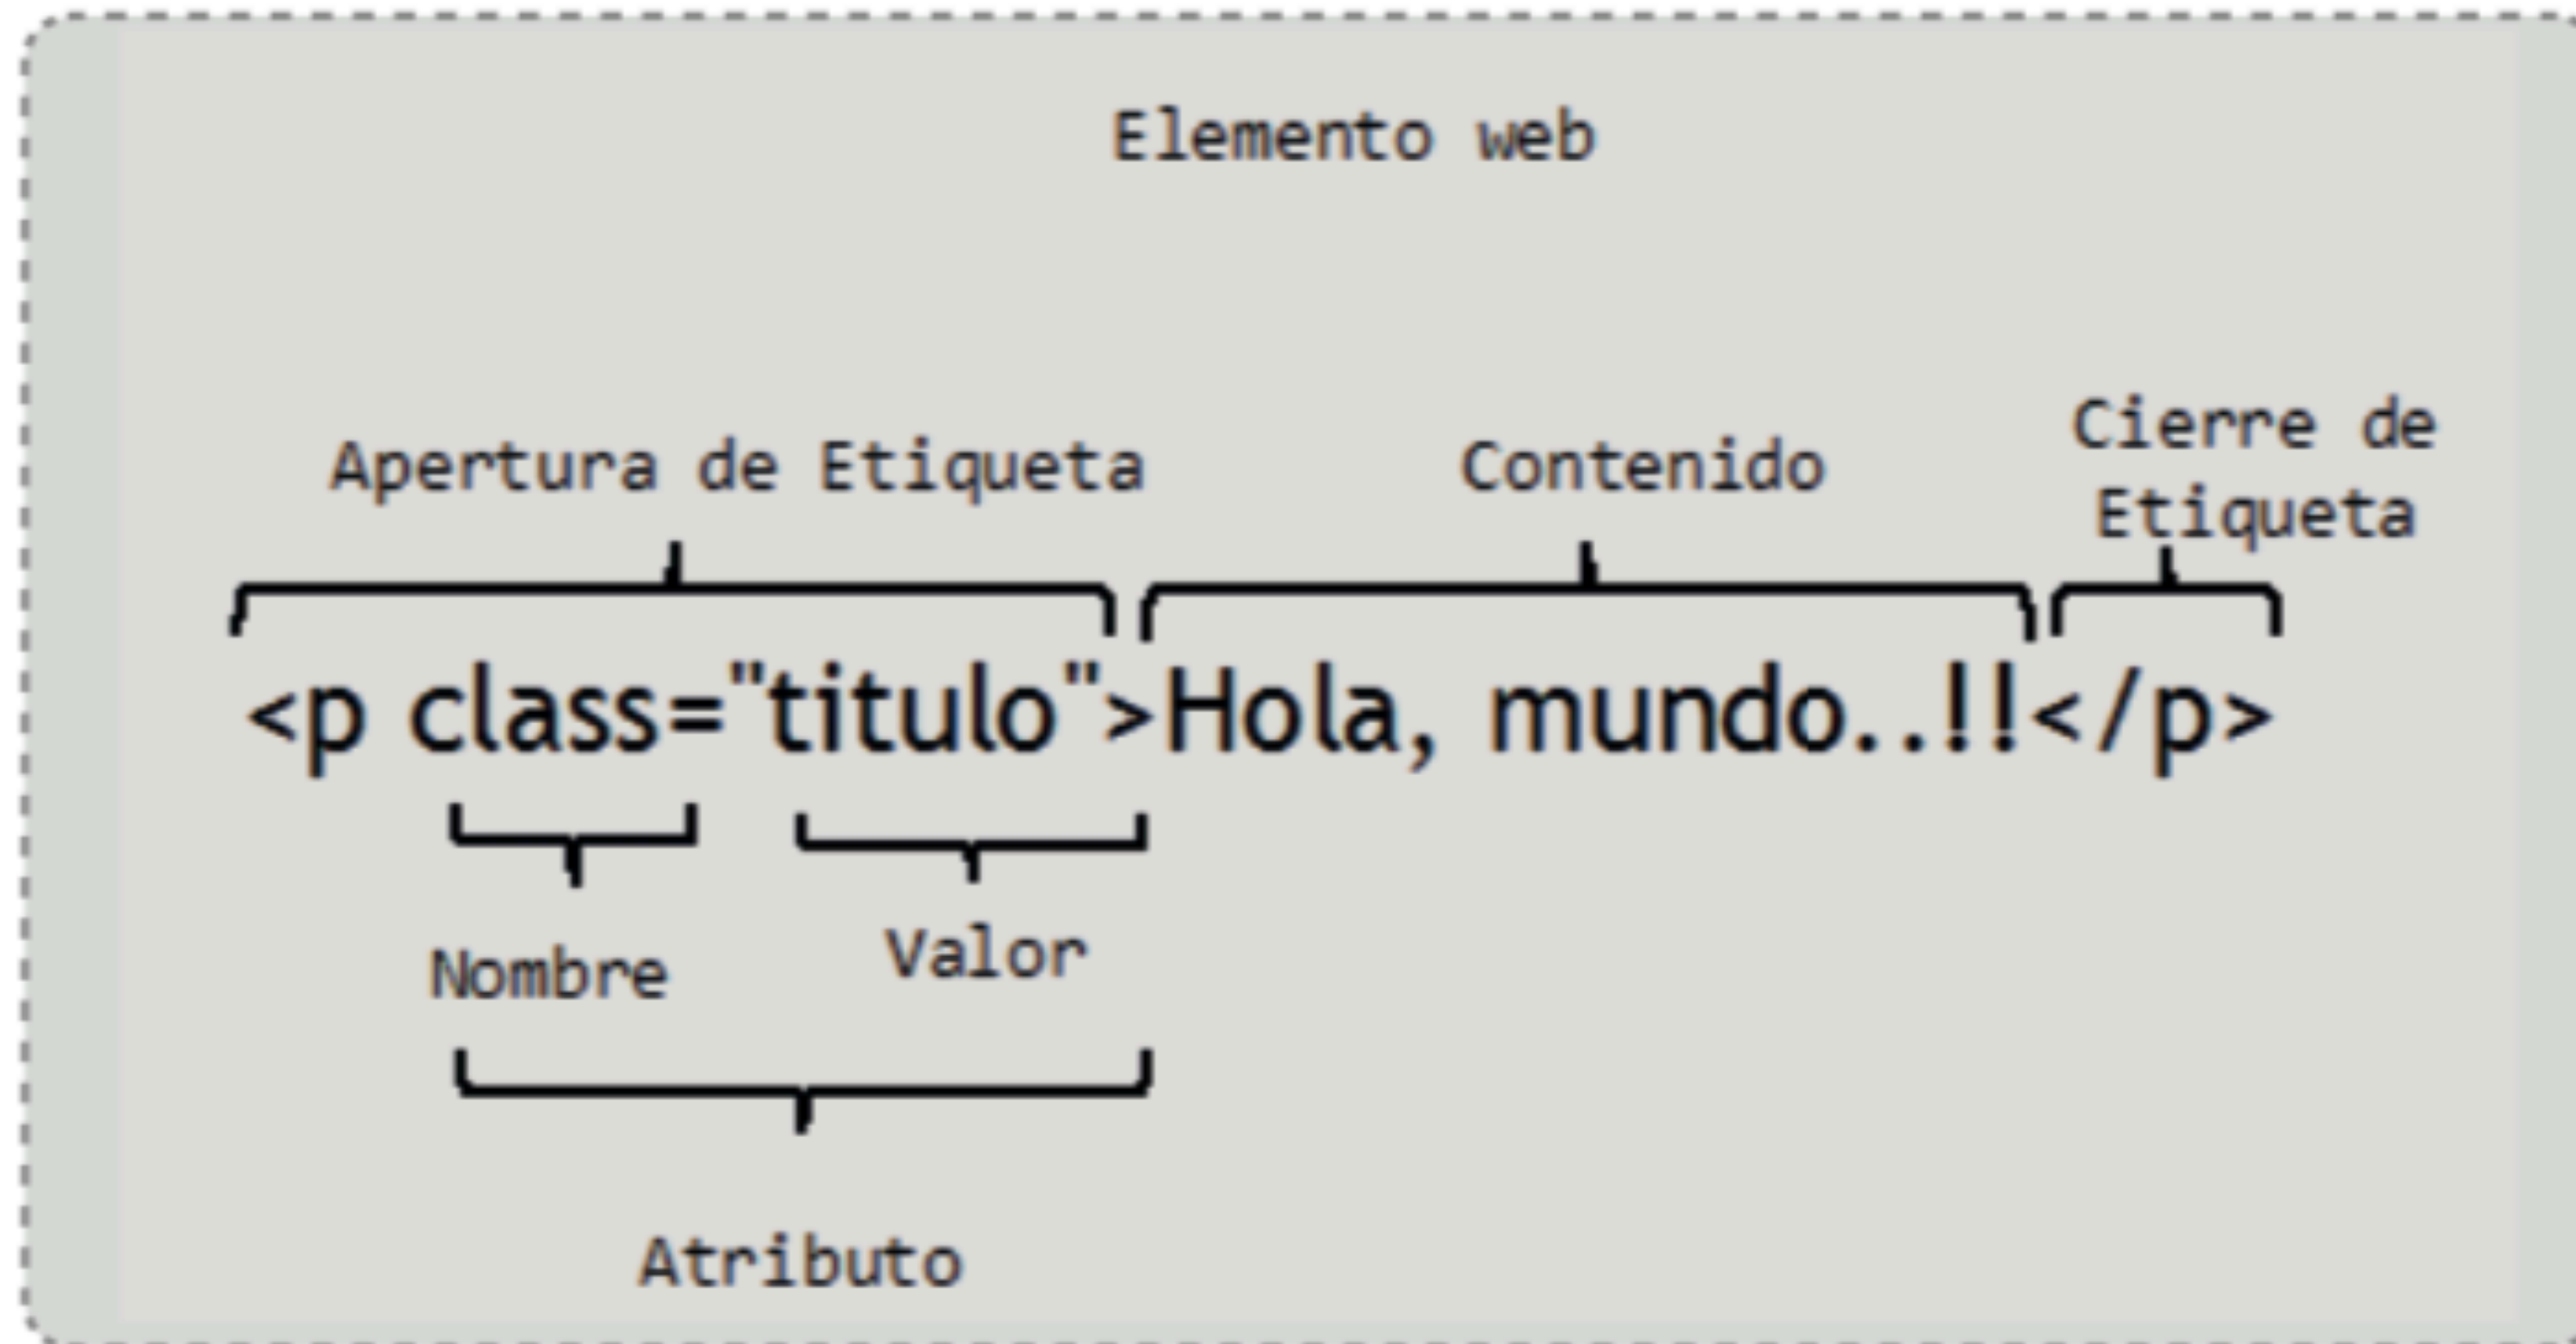 Elemento web
Apertura de Etiqueta
Contenido
Cierre de
Etiqueta
<p class="titulo">Hola, mundo..!!</p>
Nombre
Valor
Atributo